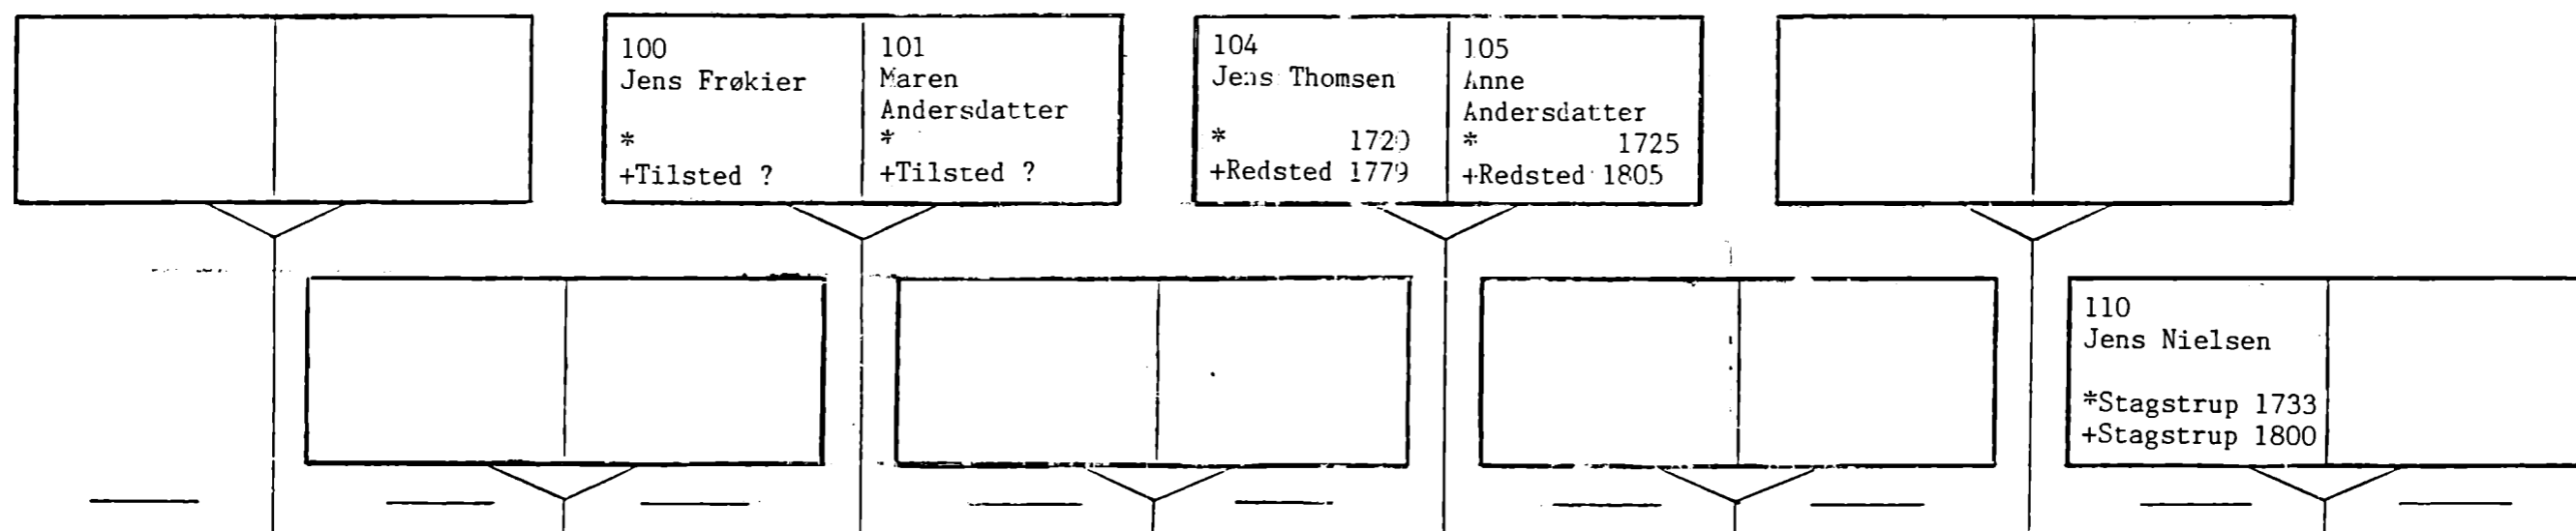 100
Jens Frøkier
*
+Tilsted ?
101
Maren
Andersdatter
*
+Tilsted ?
104
Jens Thomsen
* 1720
+Redsted 1779
105
Anne
Andersdatter
* 1725
+Redsted 1805
110
Jens Nielsen
*Stagstrup 1733
+Stagstrup 1800